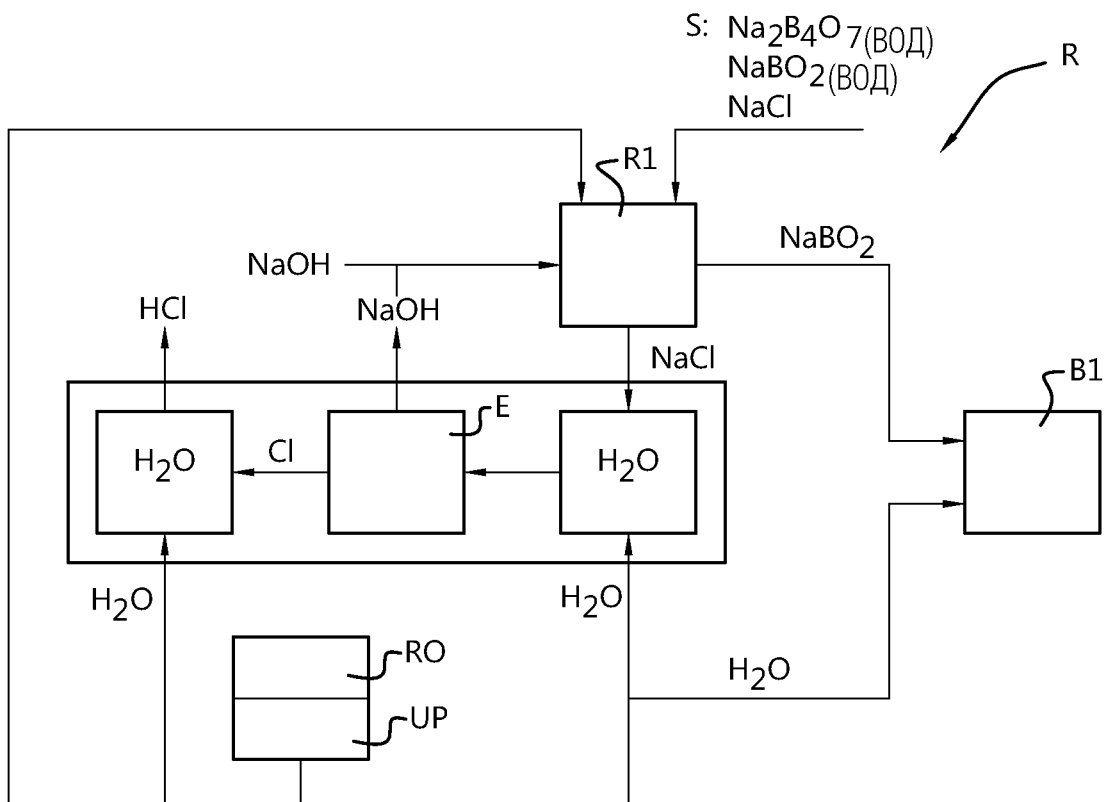 S: Na₂B₄O₇(ВОД)
NaBO₂(ВОД)
NaCl
R
R1
NaBO₂
NaOH
HCl
NaOH
NaCl
B1
E
H₂O
Cl
H₂O
H₂O
H₂O
RO
H₂O
UP